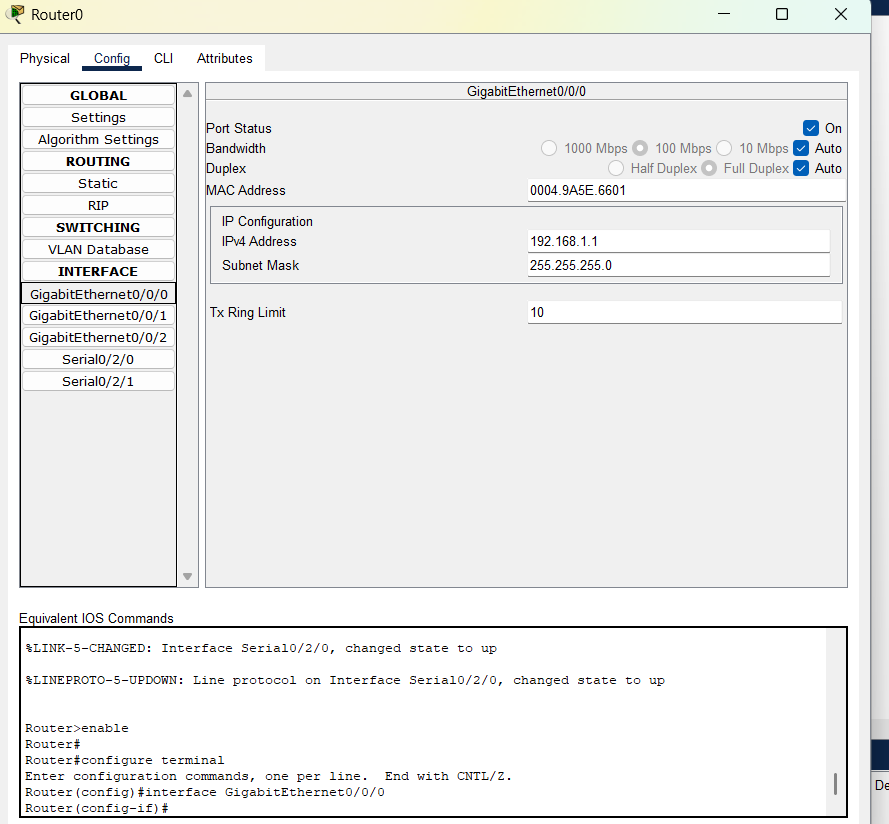 Router0
Physical Config CLI Attributes
GLOBAL
Settings
Algorithm Settings
ROUTING
Static
RIP
SWITCHING
VLAN Database
INTERFACE
GigabitEthernet0/0/0
GigabitEthernet0/0/1
GigabitEthernet0/0/2
Serial0/2/0
Serial0/2/1
GigabitEthernet0/0/0
Port Status On
Bandwidth 1000 Mbps 100 Mbps 10 Mbps Auto
Duplex Half Duplex Full Duplex Auto
MAC Address 0004.9A5E.6601
IP Configuration
IPv4 Address 192.168.1.1
Subnet Mask 255.255.255.0
Tx Ring Limit 10
Equivalent IOS Commands
%LINK-5-CHANGED: Interface Serial0/2/0, changed state to up
%LINEPROTO-5-UPDOWN: Line protocol on Interface Serial0/2/0, changed state to up
Router>enable
Router#
Router#configure terminal
Enter configuration commands, one per line.  End with CNTL/Z.
Router(config)#interface GigabitEthernet0/0/0
Router(config-if)#
De